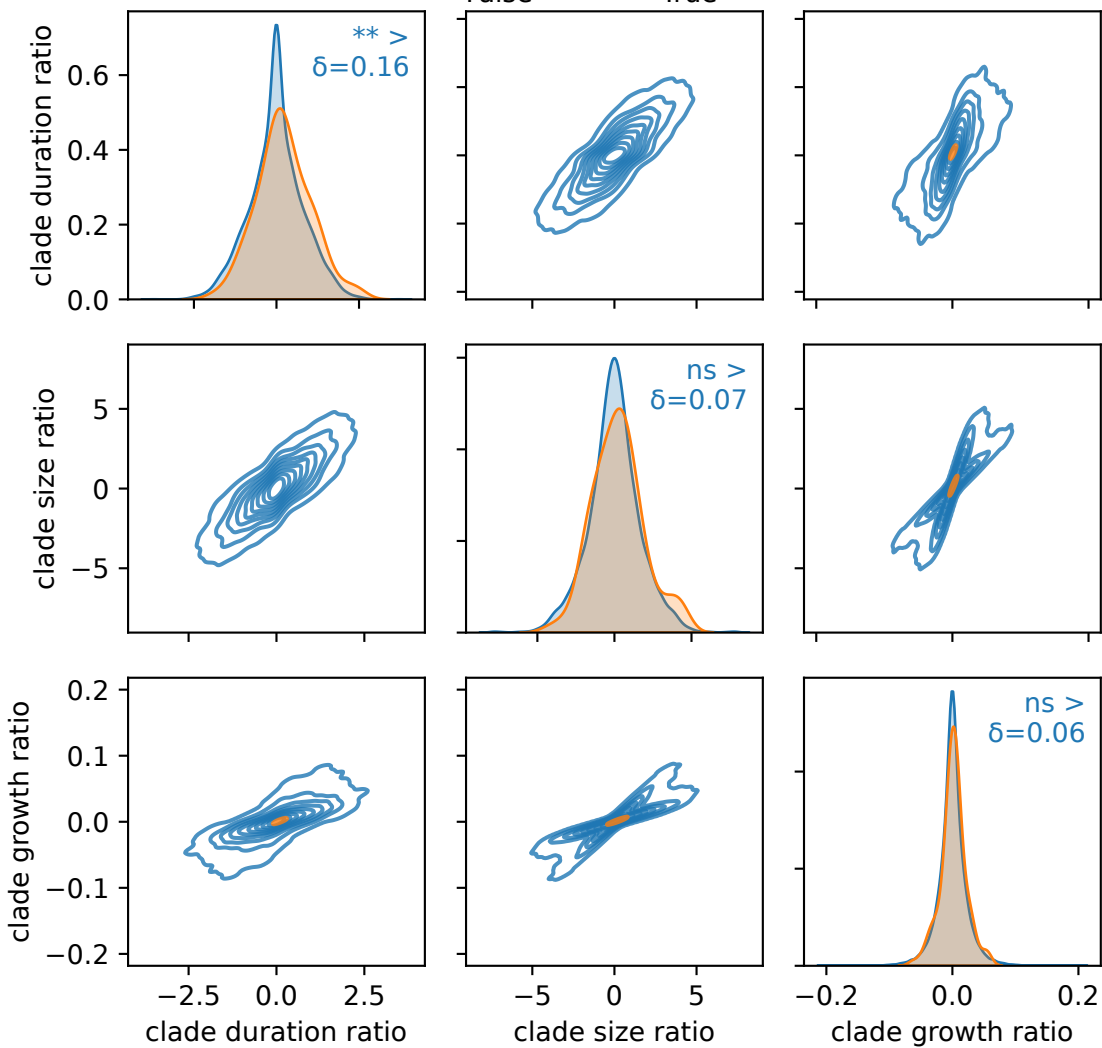 False True
** >
δ=0.16
clade duration ratio
0.6
0.4
0.2
0.0
ns >
δ=0.07
clade size ratio
5
0
−5
ns >
δ=0.06
clade growth ratio
0.2
0.1
0.0
−0.1
−0.2
−2.5 0.0 2.5 −5 0 5 −0.2 0.0 0.2
clade duration ratio clade size ratio clade growth ratio